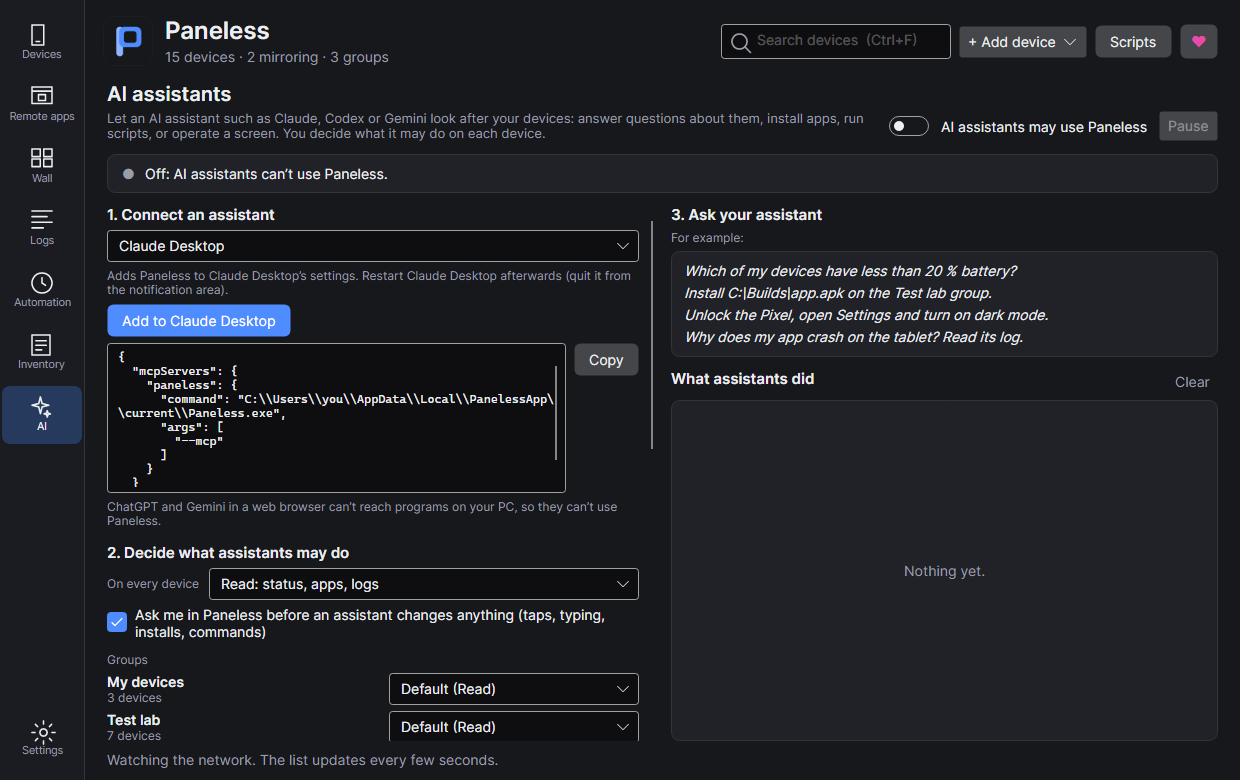 Devices
Remote apps
Wall
Logs
Automation
Inventory
AI
Settings
Paneless
15 devices · 2 mirroring · 3 groups
Search devices (Ctrl+F)
+ Add device
Scripts
AI assistants
Let an AI assistant such as Claude, Codex or Gemini look after your devices: answer questions about them, install apps, run
scripts, or operate a screen. You decide what it may do on each device.
AI assistants may use Paneless
Pause
Off: AI assistants can’t use Paneless.
1. Connect an assistant
Claude Desktop
Adds Paneless to Claude Desktop’s settings. Restart Claude Desktop afterwards (quit it from
the notification area).
Add to Claude Desktop
{
  "mcpServers": {
    "paneless": {
      "command": "C:\\Users\\you\\AppData\\Local\\PanelessApp\
\current\\Paneless.exe",
      "args": [
        "--mcp"
      ]
    }
  }
Copy
ChatGPT and Gemini in a web browser can’t reach programs on your PC, so they can’t use
Paneless.
2. Decide what assistants may do
On every device
Read: status, apps, logs
Ask me in Paneless before an assistant changes anything (taps, typing,
installs, commands)
Groups
My devices
3 devices
Default (Read)
Test lab
7 devices
Default (Read)
3. Ask your assistant
For example:
Which of my devices have less than 20 % battery?
Install C:\Builds\app.apk on the Test lab group.
Unlock the Pixel, open Settings and turn on dark mode.
Why does my app crash on the tablet? Read its log.
What assistants did
Clear
Nothing yet.
Watching the network. The list updates every few seconds.